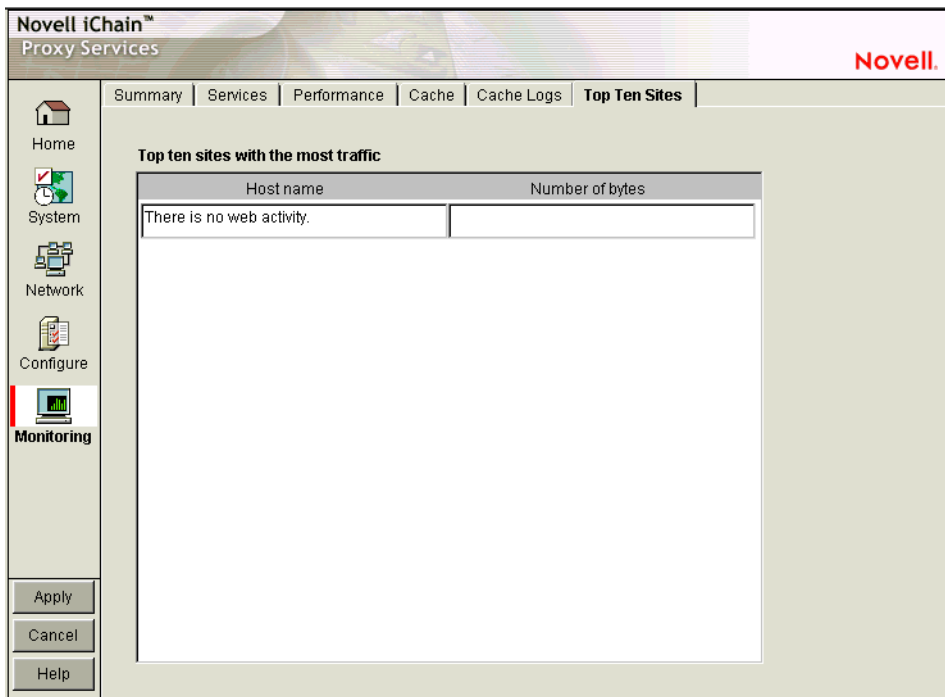 Novell iChain™
Proxy Services
Novell.
Summary Services Performance Cache Cache Logs Top Ten Sites
Home
System
Network
Configure
Monitoring
Top ten sites with the most traffic
Host name Number of bytes
There is no web activity.
Apply
Cancel
Help